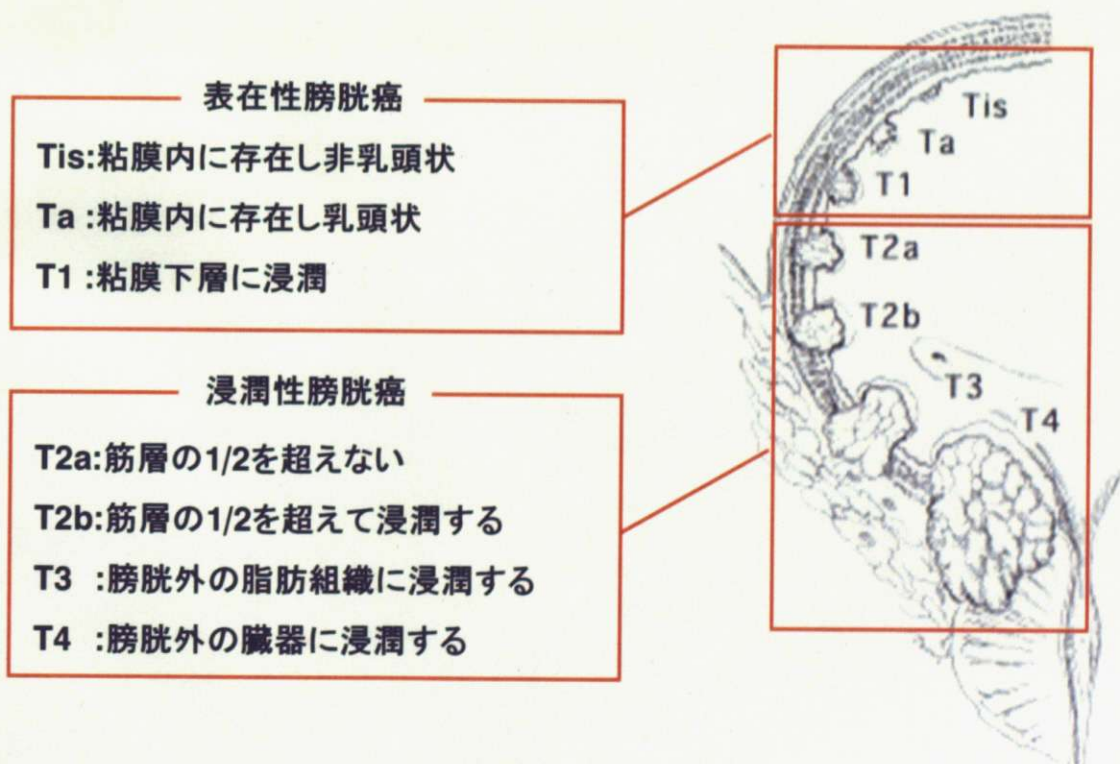 表在性膀胱癌
Tis:粘膜内に存在し非乳頭状
Ta :粘膜内に存在し乳頭状
T1 :粘膜下層に浸潤
浸潤性膀胱癌
T2a:筋層の1/2を超えない
T2b:筋層の1/2を超えて浸潤する
T3 :膀胱外の脂肪組織に浸潤する
T4 :膀胱外の臓器に浸潤する
Tis
Ta
T1
T2a
T2b
T3
T4